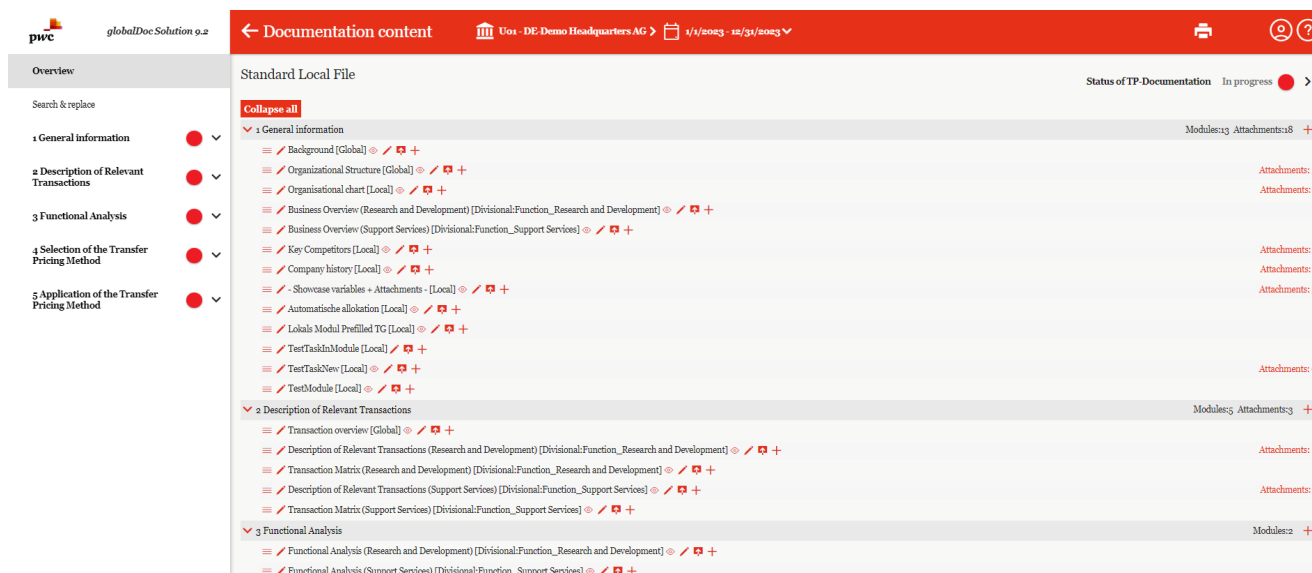 pwc
globalDoc Solution 9.2
Documentation content
U01 - DE-Demo Headquarters AG
1/1/2023 - 12/31/2023
Overview
Search & replace
1 General information
2 Description of Relevant
Transactions
3 Functional Analysis
4 Selection of the Transfer
Pricing Method
5 Application of the Transfer
Pricing Method
Standard Local File
Status of TP-Documentation In progress
Collapse all
1 General information Modules:13 Attachments:18
Background [Global]
Organizational Structure [Global] Attachments:
Organisational chart [Local] Attachments:
Business Overview (Research and Development) [Divisional:Function_Research and Development]
Business Overview (Support Services) [Divisional:Function_Support Services]
Key Competitors [Local] Attachments:
Company history [Local] Attachments:
- Showcase variables + Attachments - [Local] Attachments:
Automatische allokation [Local]
Lokals Modul Prefilled TG [Local]
TestTaskInModule [Local]
TestTaskNew [Local] Attachments:
TestModule [Local]
2 Description of Relevant Transactions Modules:5 Attachments:3
Transaction overview [Global]
Description of Relevant Transactions (Research and Development) [Divisional:Function_Research and Development] Attachments:
Transaction Matrix (Research and Development) [Divisional:Function_Research and Development]
Description of Relevant Transactions (Support Services) [Divisional:Function_Support Services] Attachments:
Transaction Matrix (Support Services) [Divisional:Function_Support Services]
3 Functional Analysis Modules:2
Functional Analysis (Research and Development) [Divisional:Function_Research and Development]
Functional Analysis (Support Services) [Divisional:Function_Support Services]